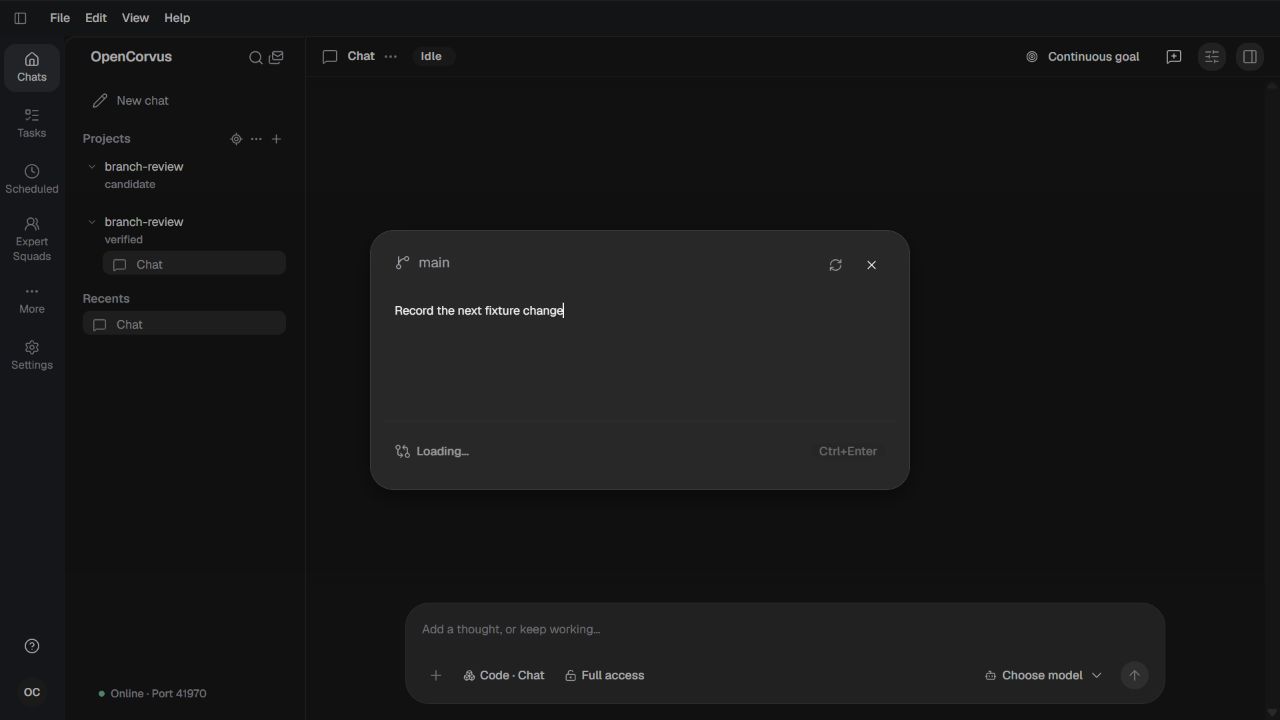 File Edit View Help
Chats
Tasks
Scheduled
Expert
Squads
More
Settings
OC
OpenCorvus
New chat
Projects
branch-review
candidate
branch-review
verified
Chat
Recents
Chat
Online · Port 41970
Chat Idle Continuous goal
main
Record the next fixture change
Loading... Ctrl+Enter
Add a thought, or keep working...
Code · Chat Full access Choose model